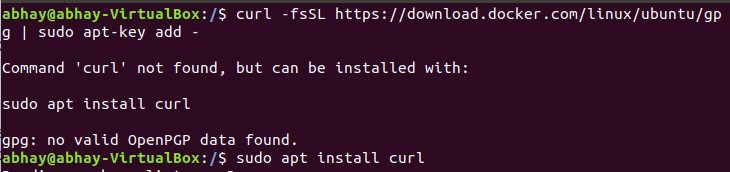 abhay@abhay-VirtualBox:/$ curl -fsSL https://download.docker.com/linux/ubuntu/gp
g | sudo apt-key add -
Command 'curl' not found, but can be installed with:
sudo apt install curl
gpg: no valid OpenPGP data found.
abhay@abhay-VirtualBox:/$ sudo apt install curl